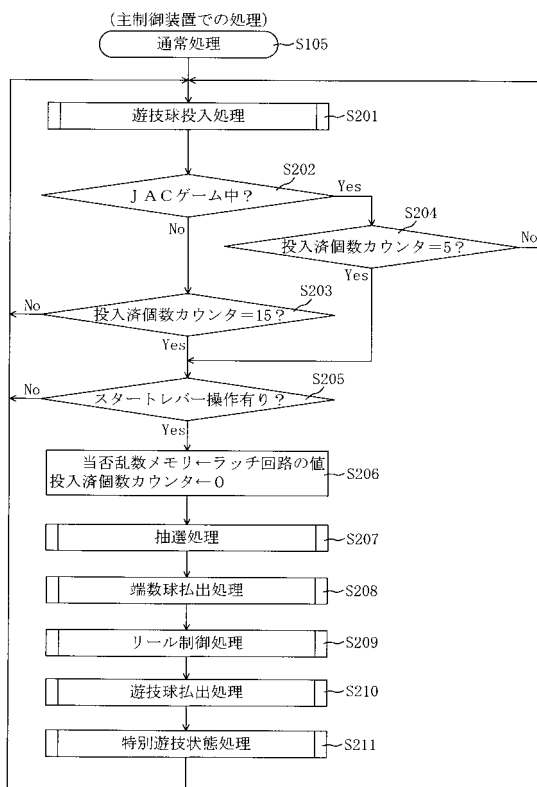 (主制御装置での処理)
通常処理
S105
遊技球投入処理
S201
S202
JACゲーム中?
Yes
No
S204
投入済個数カウンタ=5?
No
Yes
S203
No
投入済個数カウンタ=15?
Yes
S205
No
スタートレバー操作有り?
Yes
当否乱数メモリ←ラッチ回路の値
投入済個数カウンタ←0
S206
抽選処理
S207
端数球払出処理
S208
リール制御処理
S209
遊技球払出処理
S210
特別遊技状態処理
S211